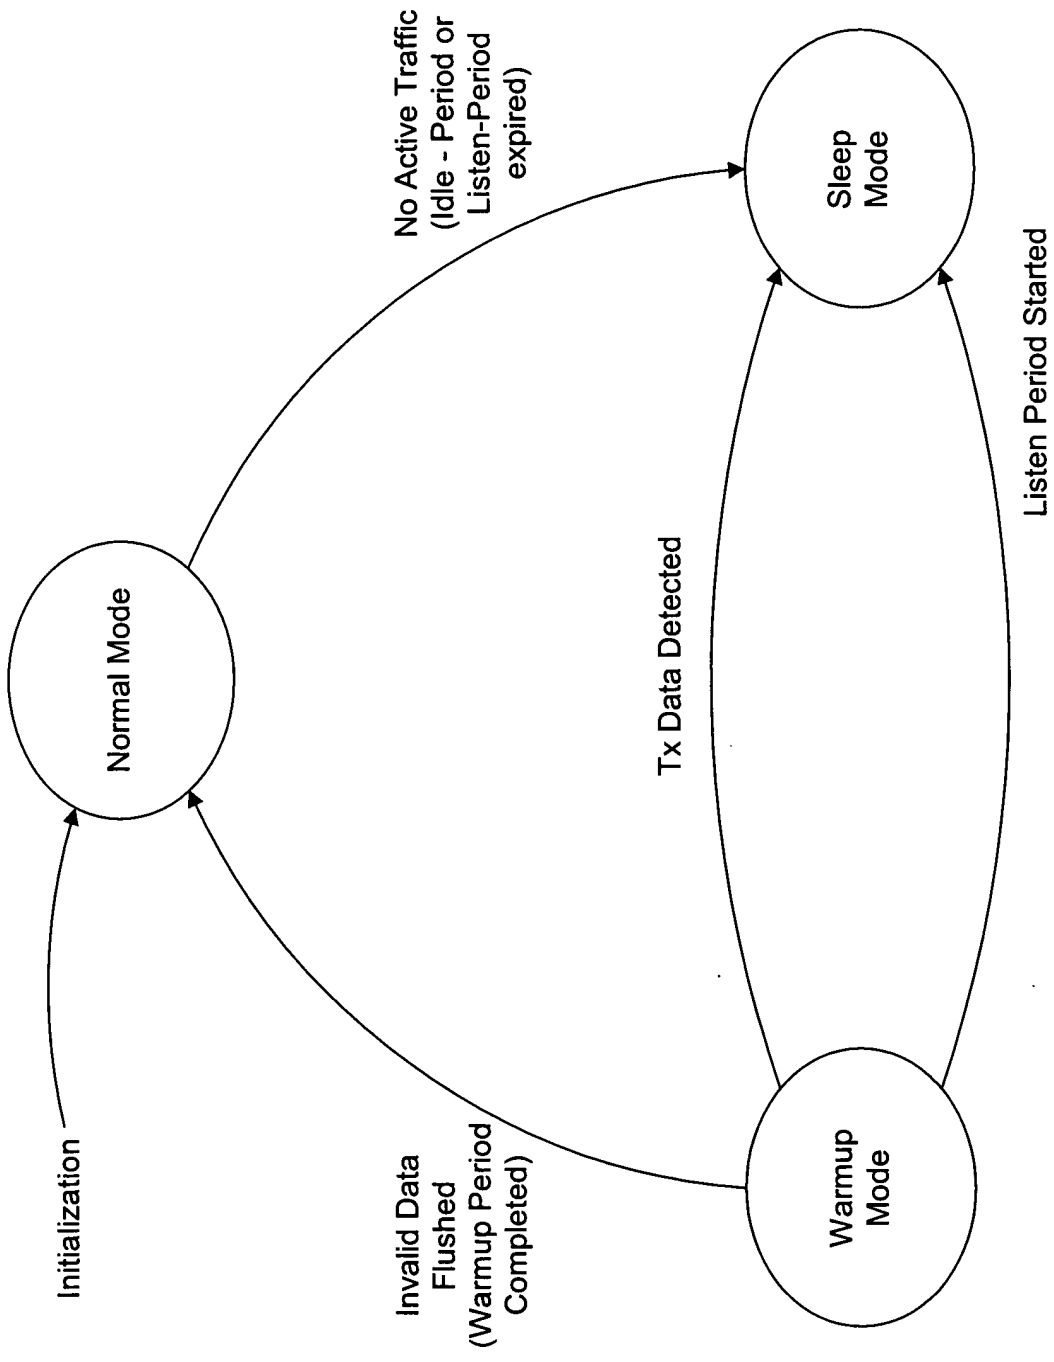 Initialization
Normal Mode
Invalid Data
Flushed
(Warmup Period
Completed)
No Active Traffic
(Idle - Period or
Listen-Period
expired)
Tx Data Detected
Warmup
Mode
Sleep
Mode
Listen Period Started